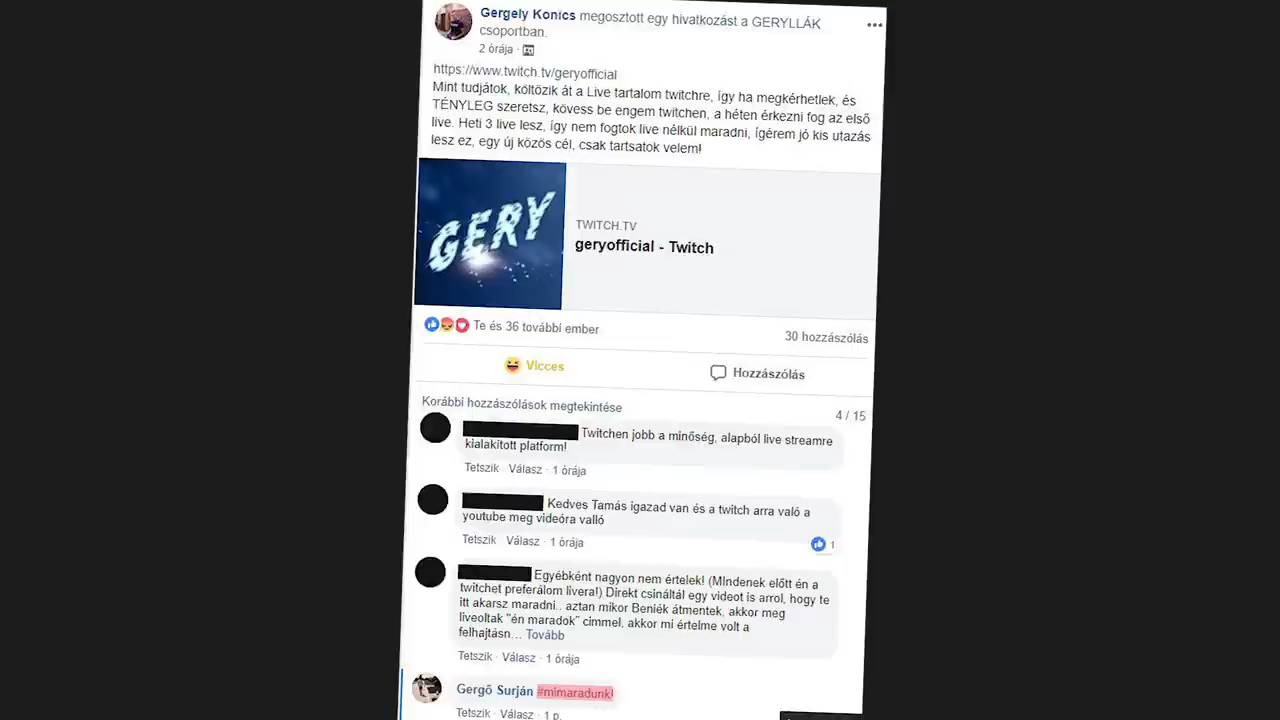 Gergely Konics megosztott egy hivatkozást a GERYLLÁK
csoportban.
2 órája ·
https://www.twitch.tv/geryofficial
Mint tudjátok, költözik át a Live tartalom twitchre, így ha megkérhetlek, és
TÉNYLEG szeretsz, kövess be engem twitchen, a héten érkezni fog az első
live. Heti 3 live lesz, így nem fogtok live nélkül maradni, ígérem jó kis utazás
lesz ez, egy új közös cél, csak tartsatok velem!
GERY
TWITCH.TV
geryofficial - Twitch
Te és 36 további ember
30 hozzászólás
Vicces
Hozzászólás
Korábbi hozzászólások megtekintése
4 / 15
Twitchen jobb a minőség, alapból live streamre
kialakított platform!
Tetszik · Válasz · 1 órája
Kedves Tamás igazad van és a twitch arra való a
youtube meg videóra valló
Tetszik · Válasz · 1 órája
1
Egyébként nagyon nem értelek! (MIndenek előtt én a
twitchet preferálom livera!) Direkt csináltál egy videot is arrol, hogy te
itt akarsz maradni.. aztan mikor Beniék átmentek, akkor meg
liveoltak "én maradok" cimmel, akkor mi értelme volt a
felhajtásn... Tovább
Tetszik · Válasz · 1 órája
Gergő Surján #mimaradunk!
Tetszik · Válasz · 1 p.